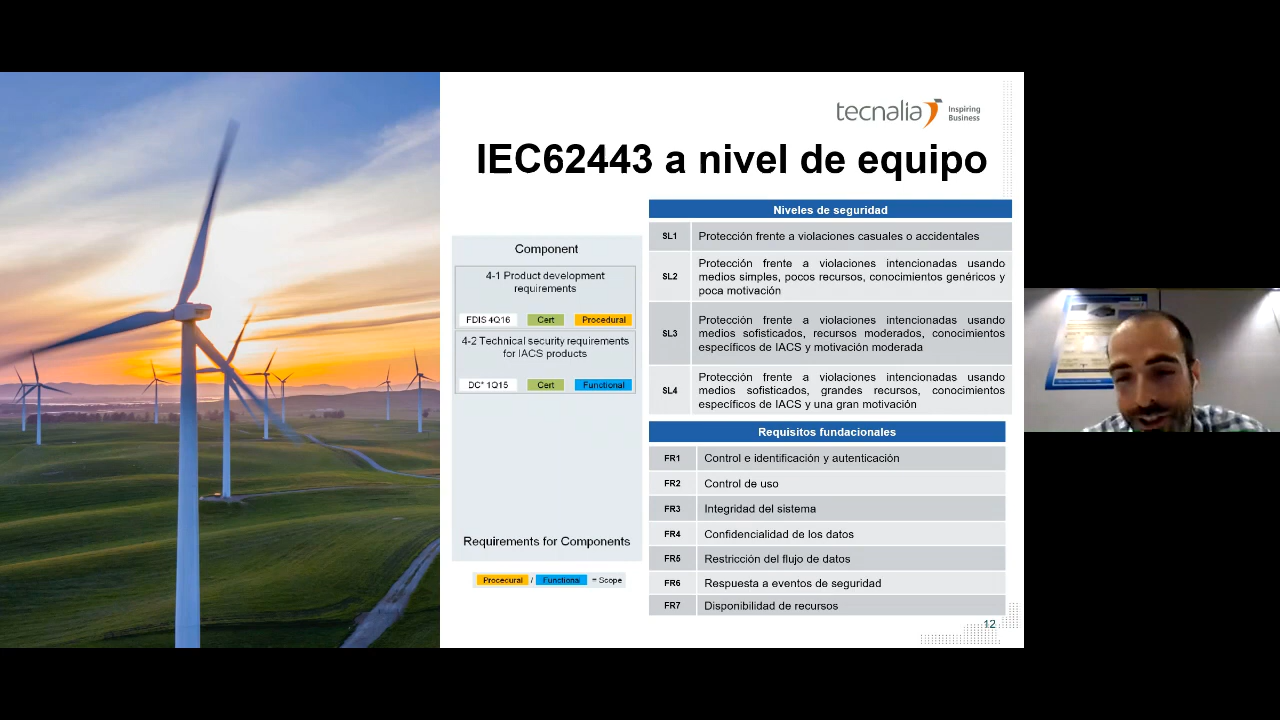 tecnalia Inspiring
Business
IEC62443 a nivel de equipo
Component
4-1 Product development
requirements
FDIS 4Q16 Cert Procedural
4-2 Technical security requirements
for IACS products
DC* 1Q15 Cert Functional
Requirements for Components
Procedural / Functional = Scope
Niveles de seguridad
SL1 Protección frente a violaciones casuales o accidentales
SL2 Protección frente a violaciones intencionadas usando
medios simples, pocos recursos, conocimientos genéricos y
poca motivación
SL3 Protección frente a violaciones intencionadas usando
medios sofisticados, recursos moderados, conocimientos
específicos de IACS y motivación moderada
SL4 Protección frente a violaciones intencionadas usando
medios sofisticados, grandes recursos, conocimientos
específicos de IACS y una gran motivación
Requisitos fundacionales
FR1 Control e identificación y autenticación
FR2 Control de uso
FR3 Integridad del sistema
FR4 Confidencialidad de los datos
FR5 Restricción del flujo de datos
FR6 Respuesta a eventos de seguridad
FR7 Disponibilidad de recursos
12